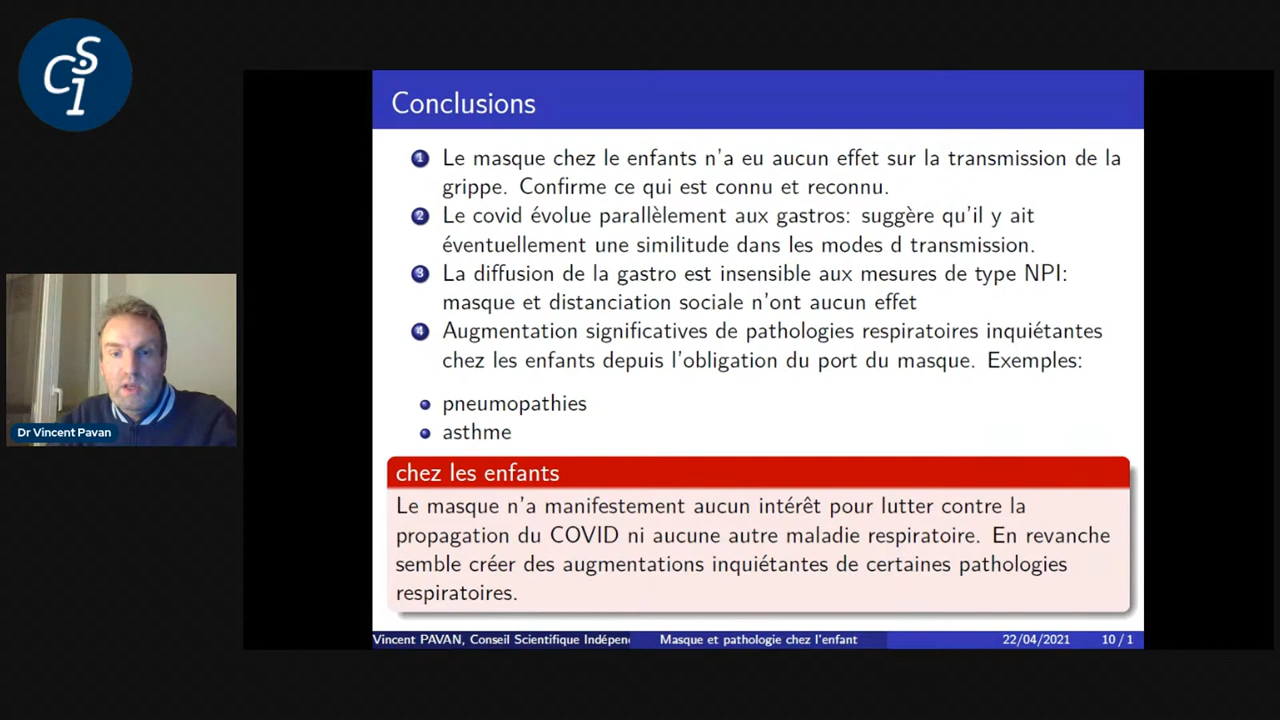 CSI
Conclusions
1 Le masque chez le enfants n'a eu aucun effet sur la transmission de la
grippe. Confirme ce qui est connu et reconnu.
2 Le covid évolue parallèlement aux gastros: suggère qu'il y ait
éventuellement une similitude dans les modes d transmission.
3 La diffusion de la gastro est insensible aux mesures de type NPI:
masque et distanciation sociale n'ont aucun effet
4 Augmentation significatives de pathologies respiratoires inquiétantes
chez les enfants depuis l'obligation du port du masque. Exemples:
pneumopathies
asthme
chez les enfants
Le masque n'a manifestement aucun intérêt pour lutter contre la
propagation du COVID ni aucune autre maladie respiratoire. En revanche
semble créer des augmentations inquiétantes de certaines pathologies
respiratoires.
Vincent PAVAN, Conseil Scientifique Indépen Masque et pathologie chez l'enfant 22/04/2021 10 / 1
Dr Vincent Pavan